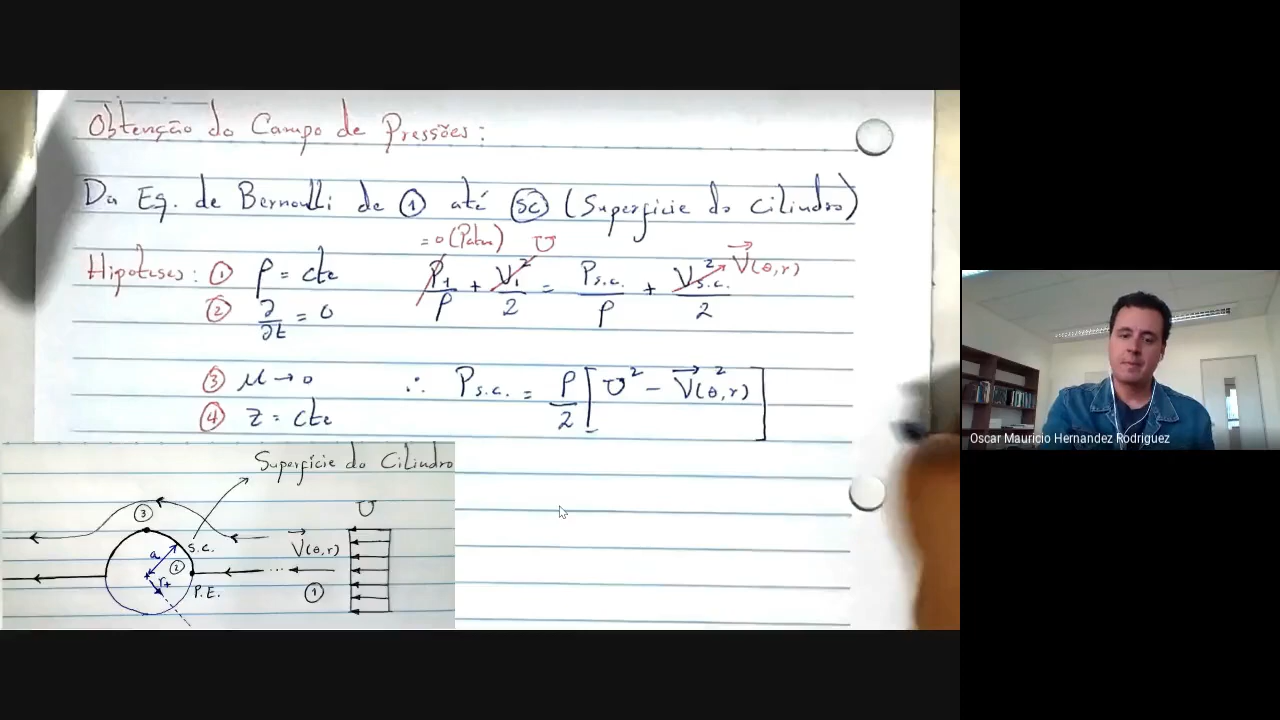 Obtenção do Campo de Pressões:
Da Eq. de Bernoulli de ① até (SC) (Superfície do Cilindro)
= 0 (Patm) U
Hipoteses: ① ρ = cte
P₁/ρ + V₁²/2 = Ps.c./ρ + V²s.c./2 V⃗(θ,r)
② ∂/∂t = 0
③ μ → 0 ∴ Ps.c. = ρ/2 [U² − V⃗(θ,r)²]
④ z = cte
Oscar Mauricio Hernandez Rodriguez
Superfície do Cilindro
U
③
a S.C. V⃗(θ,r)
②
r+ P.E. ①